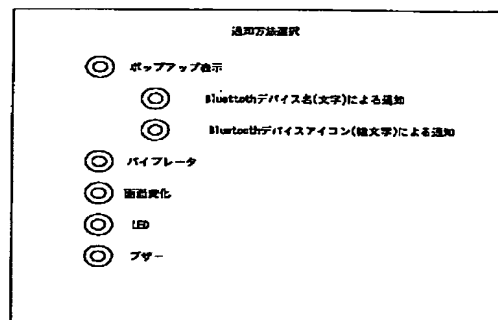 通知方法選択
ポップアップ表示
Bluettothデバイス名(文字)による通知
Bluetoothデバイスアイコン(絵文字)による通知
バイブレータ
画面変化
LED
ブザー